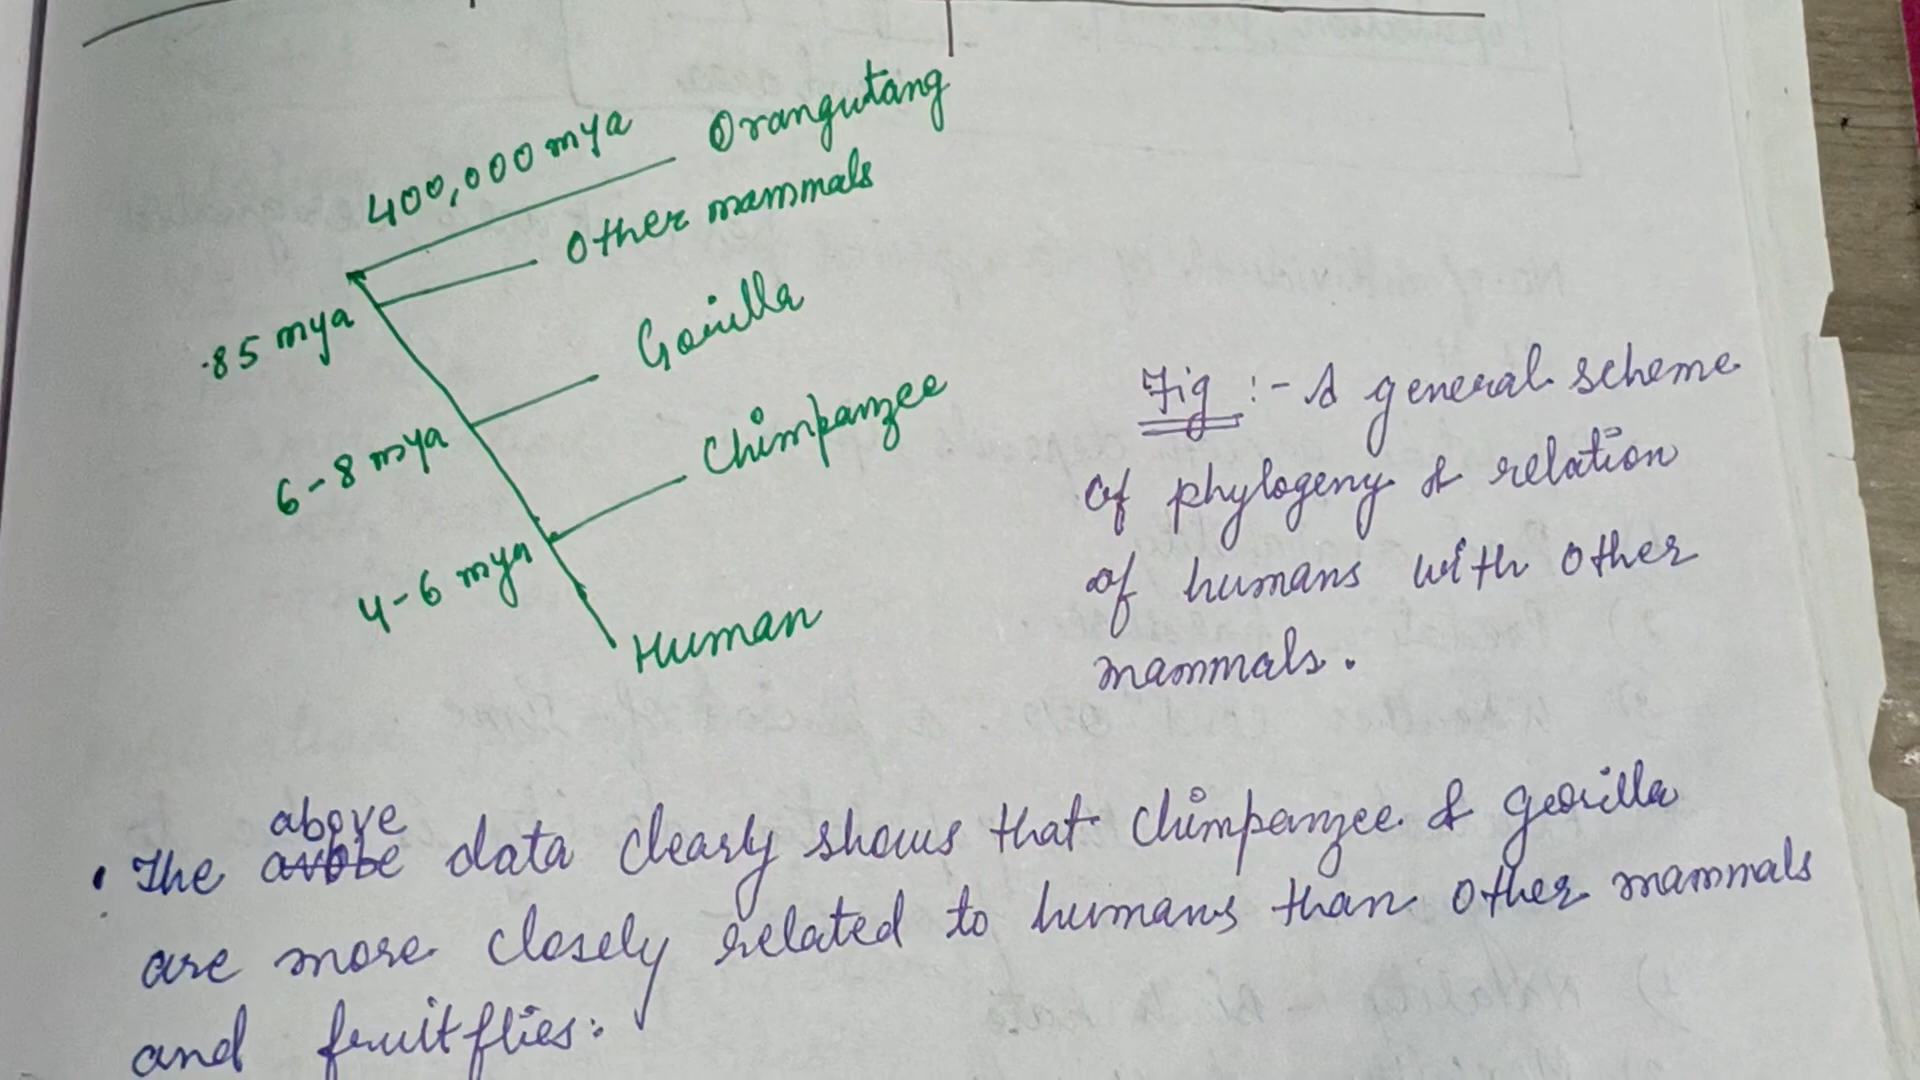 400,000 mya Orangutang
Other mammals
.85 mya
Gorilla
6-8 mya
Chimpanzee
4-6 mya
Human
Fig :- A general scheme
of phylogeny & relation
of humans with other
mammals.
above
• The avobe data clearly shows that chimpanzee & georilla
are more closely related to humans than other mammals
and fruitflies.